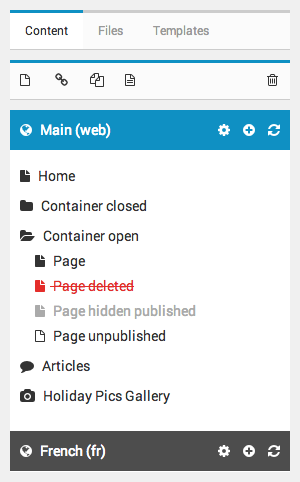 Content Files Templates
Main (web)
Home
Container closed
Container open
Page
Page deleted
Page hidden published
Page unpublished
Articles
Holiday Pics Gallery
French (fr)